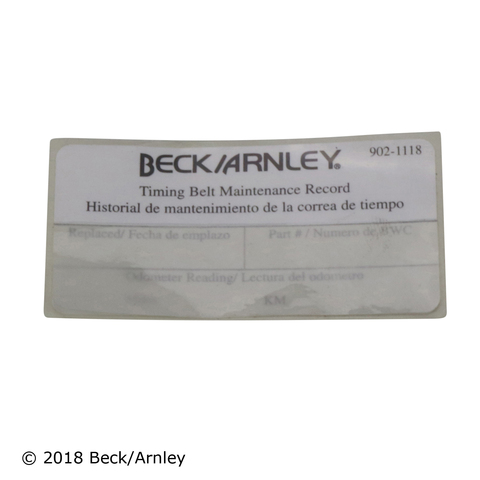 BECK/ARNLEY®
902-1118
Timing Belt Maintenance Record
Historial de mantenimiento de la correa de tiempo
Replaced/ Fecha de emplazo
Part # / Numero de
Odometer Reading/ Lectura del odometro
KM
© 2018 Beck/Arnley